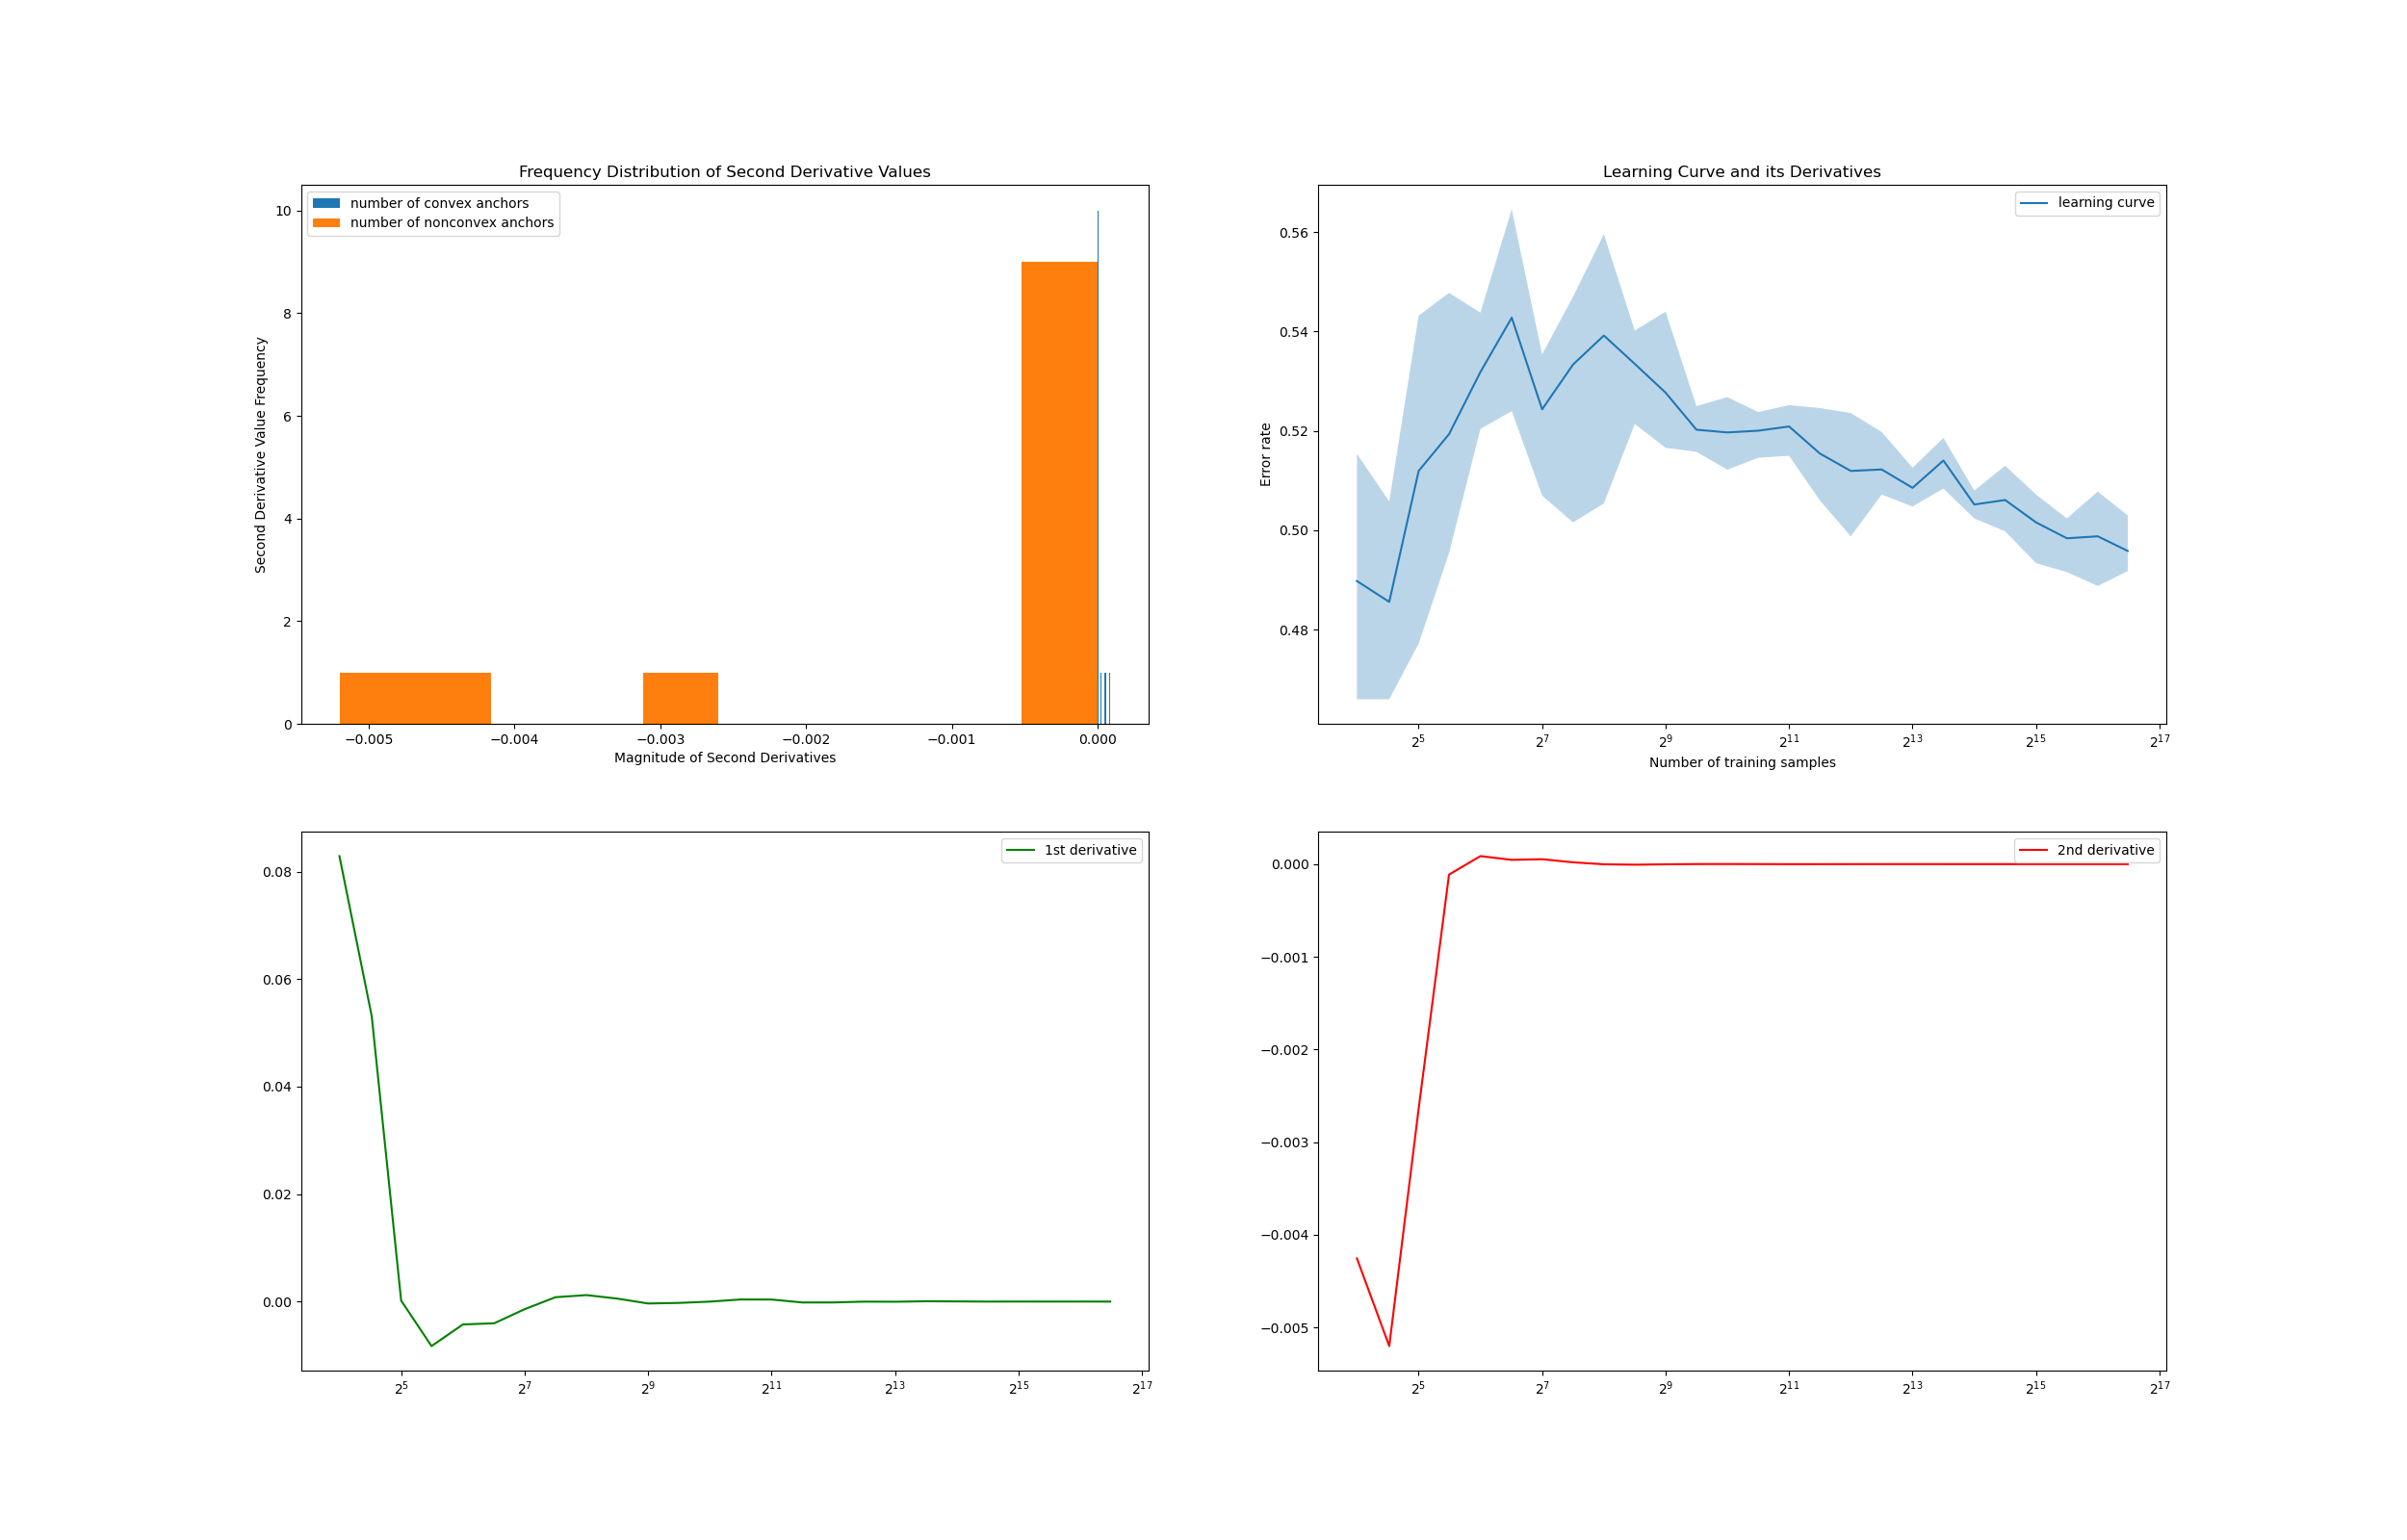 Frequency Distribution of Second Derivative Values
number of convex anchors
number of nonconvex anchors
Second Derivative Value Frequency
10
8
6
4
2
0
−0.005 −0.004 −0.003 −0.002 −0.001 0.000
Magnitude of Second Derivatives
Learning Curve and its Derivatives
learning curve
Error rate
0.56
0.54
0.52
0.50
0.48
2^5 2^7 2^9 2^11 2^13 2^15 2^17
Number of training samples
1st derivative
0.08
0.06
0.04
0.02
0.00
2^5 2^7 2^9 2^11 2^13 2^15 2^17
2nd derivative
0.000
−0.001
−0.002
−0.003
−0.004
−0.005
2^5 2^7 2^9 2^11 2^13 2^15 2^17